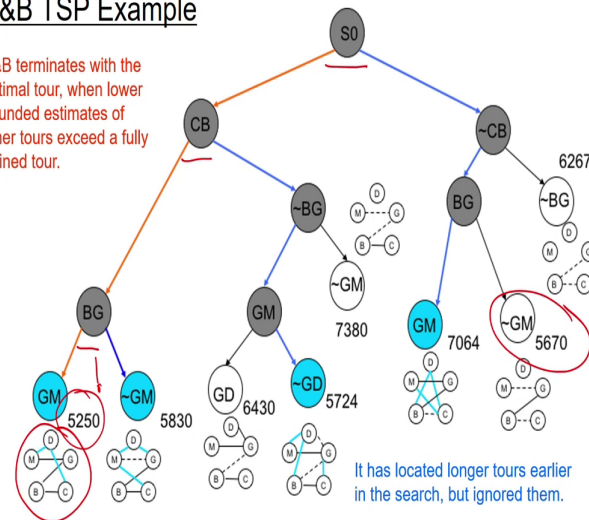 &B TSP Example
S0
&B terminates with the
timal tour, when lower
unded estimates of
ner tours exceed a fully
ined tour.
CB
~CB
6267
~BG
D
M G
B C
BG
~BG
D
M G
B C
~GM
7380
BG
GM
GM
7064
~GM
5670
D
M G
B C
D
M G
B C
GM
5250
~GM
5830
GD
6430
~GD
5724
D
M G
B C
D
M G
B C
D
M G
B C
D
M G
B C
It has located longer tours earlier
in the search, but ignored them.